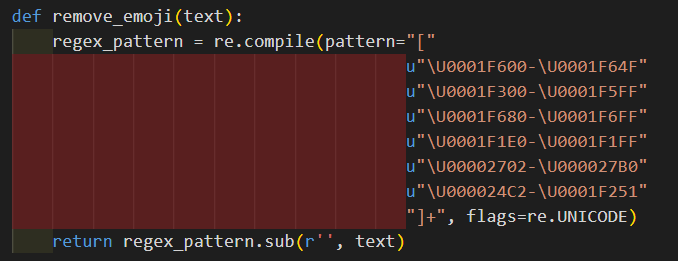 def remove_emoji(text):
    regex_pattern = re.compile(pattern="["
                                       u"\U0001F600-\U0001F64F"
                                       u"\U0001F300-\U0001F5FF"
                                       u"\U0001F680-\U0001F6FF"
                                       u"\U0001F1E0-\U0001F1FF"
                                       u"\U00002702-\U000027B0"
                                       u"\U000024C2-\U0001F251"
                                       "]+", flags=re.UNICODE)
    return regex_pattern.sub(r'', text)